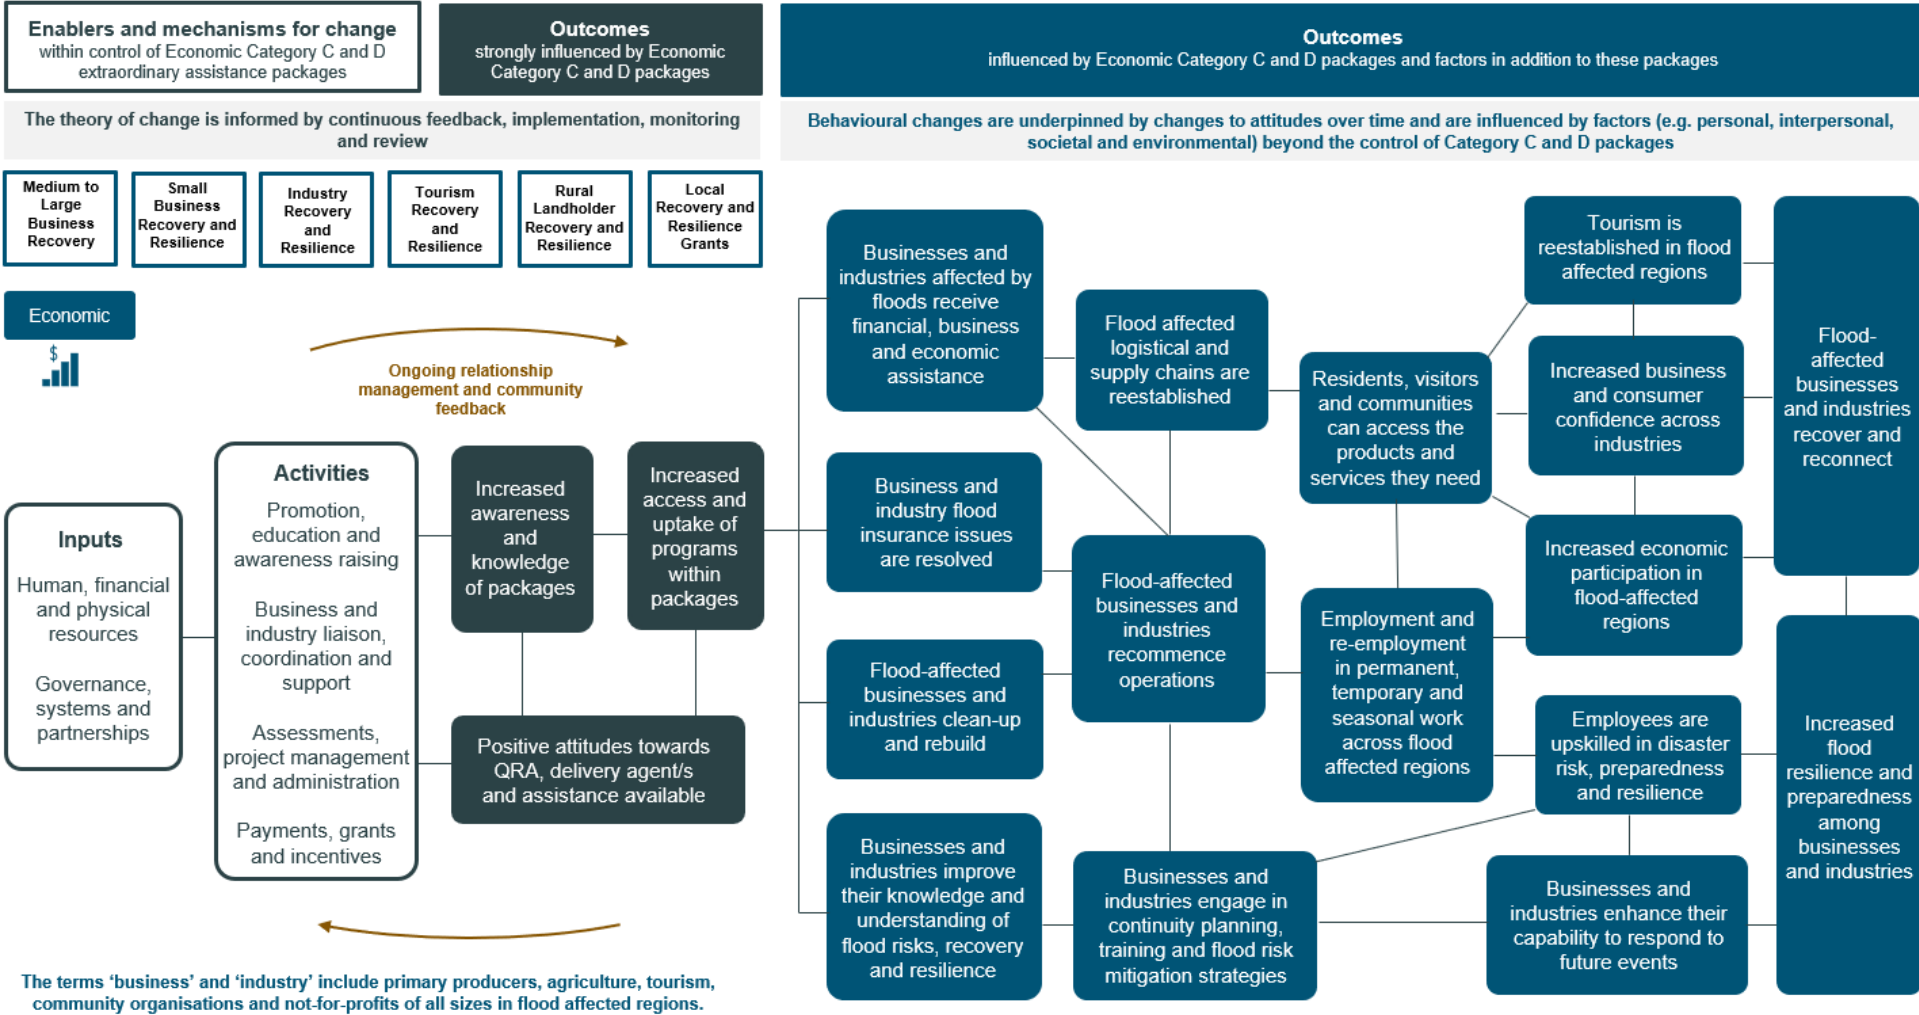 Enablers and mechanisms for change
within control of Economic Category C and D
extraordinary assistance packages
Outcomes
strongly influenced by Economic
Category C and D packages
Outcomes
influenced by Economic Category C and D packages and factors in addition to these packages
The theory of change is informed by continuous feedback, implementation, monitoring
and review
Behavioural changes are underpinned by changes to attitudes over time and are influenced by factors (e.g. personal, interpersonal,
societal and environmental) beyond the control of Category C and D packages
Medium to
Large
Business
Recovery
Small
Business
Recovery and
Resilience
Industry
Recovery
and
Resilience
Tourism
Recovery
and
Resilience
Rural
Landholder
Recovery and
Resilience
Local
Recovery and
Resilience
Grants
Economic
$
Ongoing relationship
management and community
feedback
Inputs
Human, financial
and physical
resources
Governance,
systems and
partnerships
Activities
Promotion,
education and
awareness raising
Business and
industry liaison,
coordination and
support
Assessments,
project management
and administration
Payments, grants
and incentives
Increased
awareness
and
knowledge
of packages
Increased
access and
uptake of
programs
within
packages
Positive attitudes towards
QRA, delivery agent/s
and assistance available
Businesses and
industries affected by
floods receive
financial, business
and economic
assistance
Business and
industry flood
insurance issues
are resolved
Flood-affected
businesses and
industries clean-up
and rebuild
Businesses and
industries improve
their knowledge and
understanding of
flood risks, recovery
and resilience
Flood affected
logistical and
supply chains are
reestablished
Flood-affected
businesses and
industries
recommence
operations
Businesses and
industries engage in
continuity planning,
training and flood risk
mitigation strategies
Residents, visitors
and communities
can access the
products and
services they need
Employment and
re-employment
in permanent,
temporary and
seasonal work
across flood
affected regions
Tourism is
reestablished in flood
affected regions
Increased business
and consumer
confidence across
industries
Increased economic
participation in
flood-affected
regions
Employees are
upskilled in disaster
risk, preparedness
and resilience
Businesses and
industries enhance their
capability to respond to
future events
Flood-
affected
businesses
and industries
recover and
reconnect
Increased
flood
resilience and
preparedness
among
businesses
and industries
The terms ‘business’ and ‘industry’ include primary producers, agriculture, tourism,
community organisations and not-for-profits of all sizes in flood affected regions.